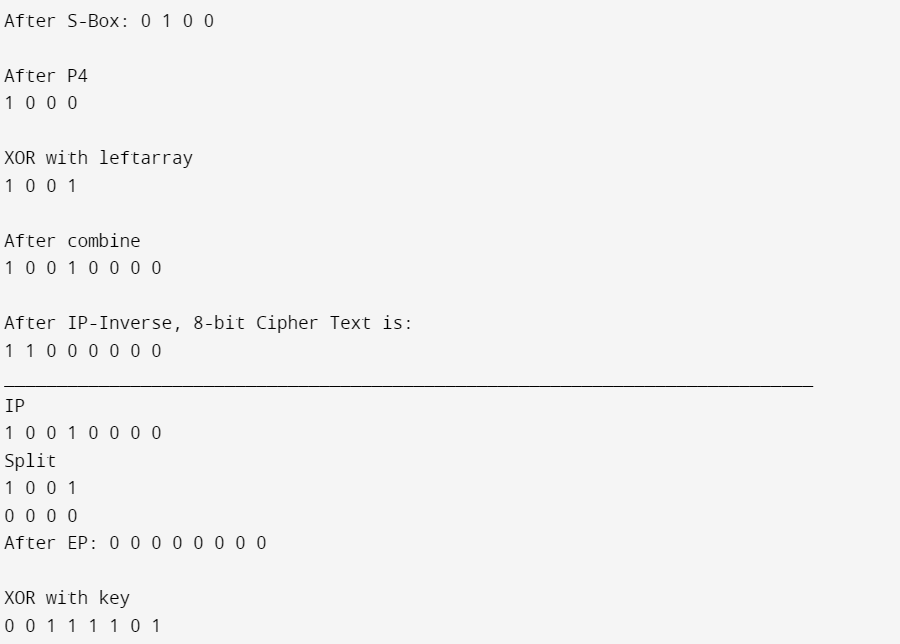 After S-Box: 0 1 0 0
After P4
1 0 0 0
XOR with leftarray
1 0 0 1
After combine
1 0 0 1 0 0 0 0
After IP-Inverse, 8-bit Cipher Text is:
1 1 0 0 0 0 0 0
IP
1 0 0 1 0 0 0 0
Split
1 0 0 1
0 0 0 0
After EP: 0 0 0 0 0 0 0 0
XOR with key
0 0 1 1 1 1 0 1